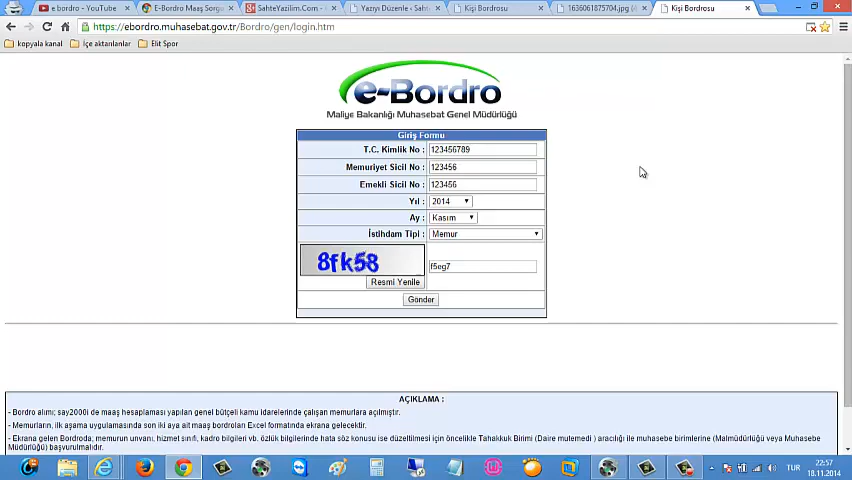 e bordro - YouTube
E-Bordro Maaş Sorgu
SahteYazilim.Com -
Yazıyı Düzenle ‹ Saht
Kişi Bordrosu
1636061875704.jpg (
Kişi Bordrosu
https://ebordro.muhasebat.gov.tr/Bordro/gen/login.htm
kopyala kanal
İçe aktarılanlar
Elit Spor
e-Bordro
Maliye Bakanlığı Muhasebat Genel Müdürlüğü
Giriş Formu
T.C. Kimlik No : 123456789
Memuriyet Sicil No : 123456
Emekli Sicil No : 123456
Yıl : 2014
Ay : Kasım
İstihdam Tipi : Memur
8fk58
f5eg7
Resmi Yenile
Gönder
AÇIKLAMA :
- Bordro alımı; say2000i de maaş hesaplaması yapılan genel bütçeli kamu idarelerinde çalışan memurlara açılmıştır.
- Memurların, ilk aşama uygulamasında son iki aya ait maaş bordroları Excel formatında ekrana gelecektir.
- Ekrana gelen Bordroda; memurun unvanı, hizmet sınıfı, kadro bilgileri vb. özlük bilgilerinde hata söz konusu ise düzeltilmesi için öncelikle Tahakkuk Birimi (Daire mutemedi ) aracılığı ile muhasebe birimlerine (Malmüdürlüğü veya Muhasebe
Müdürlüğü) başvurulmalıdır.
TUR
22:57
18.11.2014